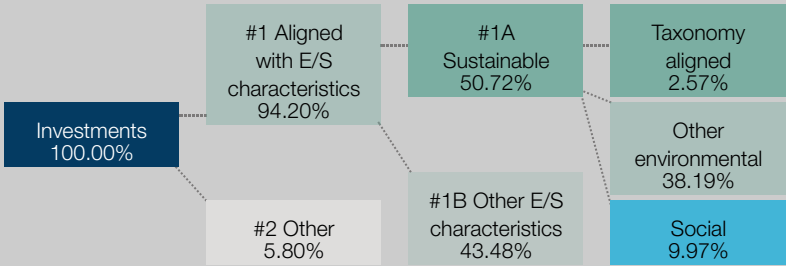 Investments
100.00%
#1 Aligned
with E/S
characteristics
94.20%
#2 Other
5.80%
#1A
Sustainable
50.72%
#1B Other E/S
characteristics
43.48%
Taxonomy
aligned
2.57%
Other
environmental
38.19%
Social
9.97%